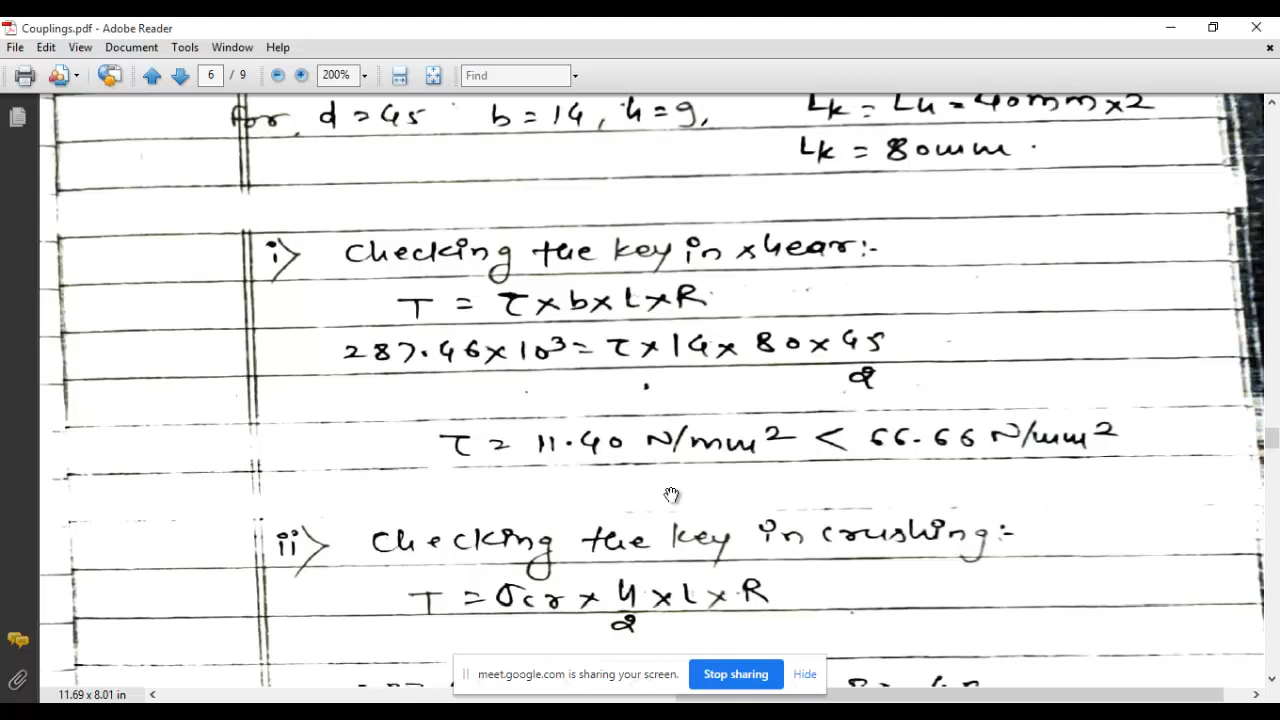 Couplings.pdf - Adobe Reader
File Edit View Document Tools Window Help
6 / 9 200% Find
for, d = 45 b = 14, h = 9, Lk = Lh = 40mm x 2
Lk = 80mm.
i) Checking the key in shear:-
T = τ x b x L x R
287.46 x 10³ = τ x 14 x 80 x 45
2
τ = 11.40 N/mm² < 66.66 N/mm²
ii) Checking the key in crushing:-
T = σcr x h x L x R
2
meet.google.com is sharing your screen. Stop sharing Hide
11.69 x 8.01 in